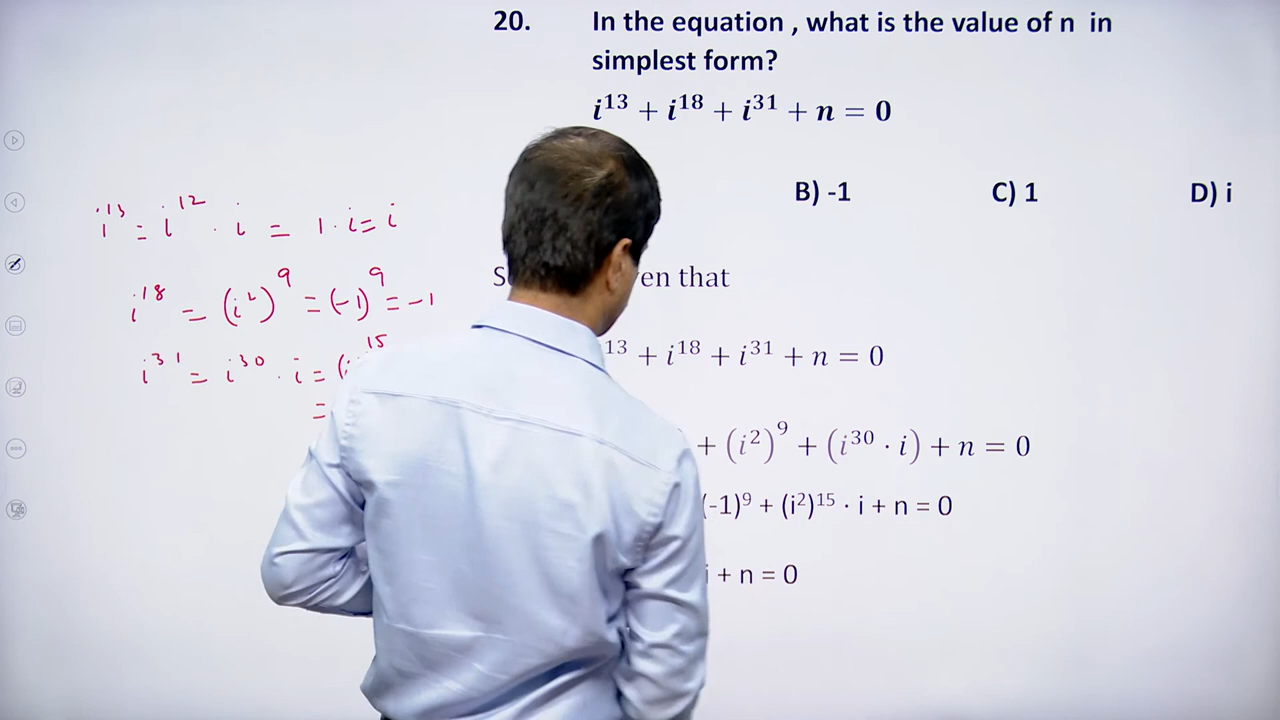 20. In the equation , what is the value of n in
simplest form?
i¹³ + i¹⁸ + i³¹ + n = 0
B) -1 C) 1 D) i
i¹³ = i¹² · i = 1 · i = i
i¹⁸ = (i²)⁹ = (-1)⁹ = -1
i³¹ = i³⁰ · i = (i 15
=
that
¹³ + i¹⁸ + i³¹ + n = 0
+ (i²)⁹ + (i³⁰ · i) + n = 0
(-1)⁹ + (i²)¹⁵ · i + n = 0
i + n = 0